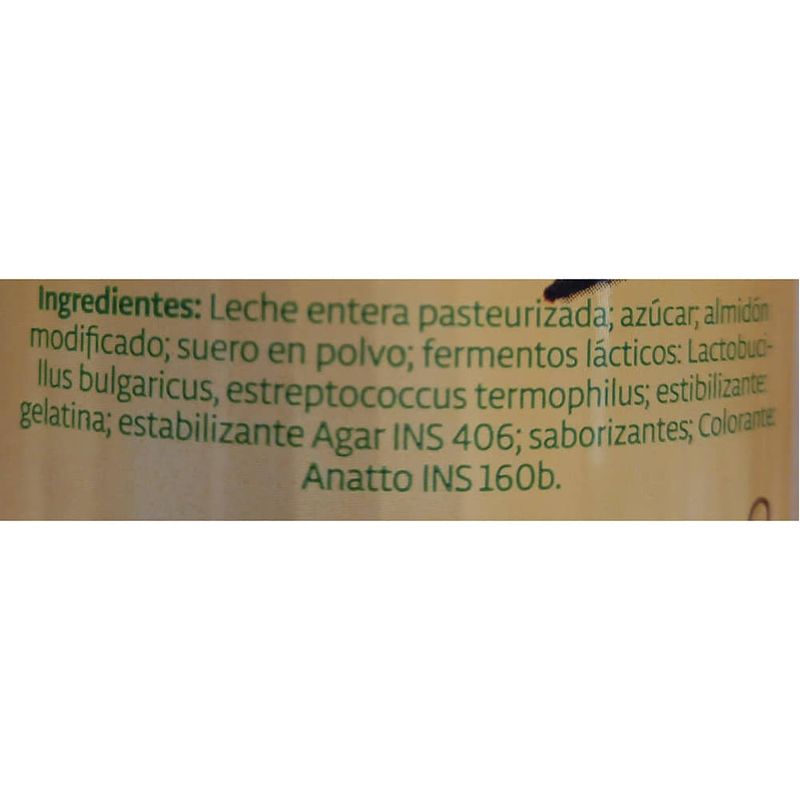 Ingredientes: Leche entera pasteurizada; azúcar; almidón
modificado; suero en polvo; fermentos lácticos: Lactobuci-
llus bulgaricus, estreptococcus termophilus; estibilizante:
gelatina; estabilizante Agar INS 406; saborizantes; Colorante:
Anatto INS 160b.